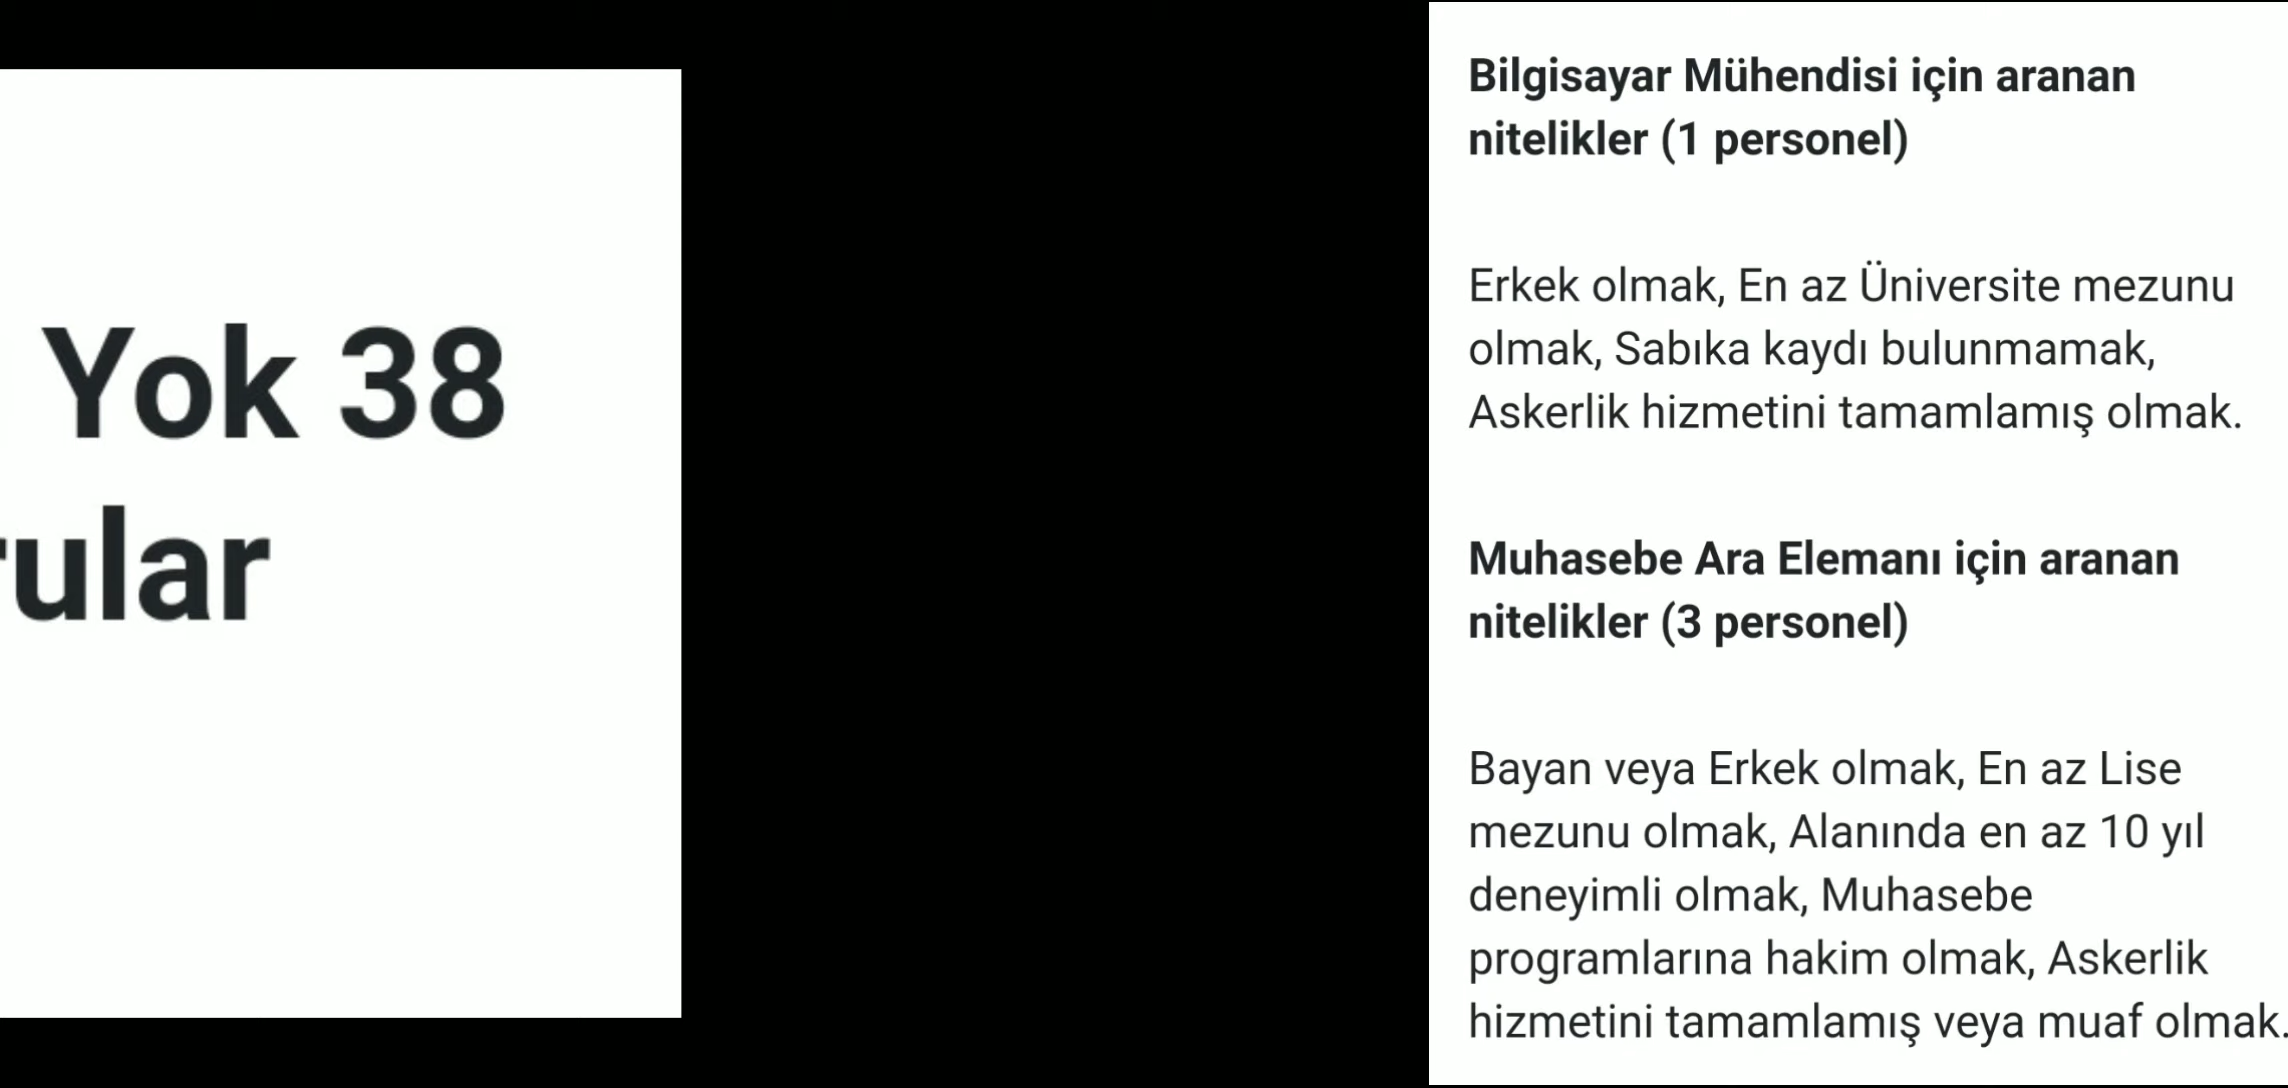 Yok 38
rular
Bilgisayar Mühendisi için aranan
nitelikler (1 personel)
Erkek olmak, En az Üniversite mezunu
olmak, Sabıka kaydı bulunmamak,
Askerlik hizmetini tamamlamış olmak.
Muhasebe Ara Elemanı için aranan
nitelikler (3 personel)
Bayan veya Erkek olmak, En az Lise
mezunu olmak, Alanında en az 10 yıl
deneyimli olmak, Muhasebe
programlarına hakim olmak, Askerlik
hizmetini tamamlamış veya muaf olmak.